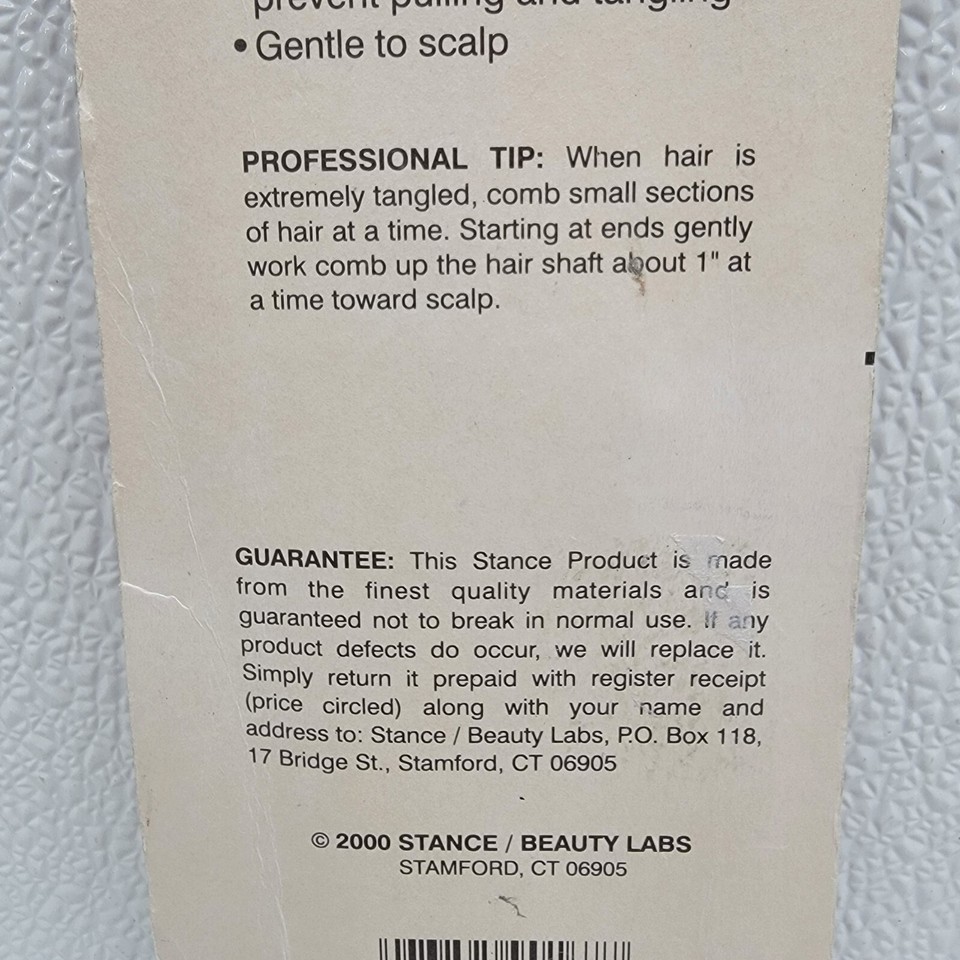 prevent pulling and tangling
• Gentle to scalp
PROFESSIONAL TIP: When hair is
extremely tangled, comb small sections
of hair at a time. Starting at ends gently
work comb up the hair shaft about 1" at
a time toward scalp.
GUARANTEE: This Stance Product is made
from the finest quality materials and is
guaranteed not to break in normal use. If any
product defects do occur, we will replace it.
Simply return it prepaid with register receipt
(price circled) along with your name and
address to: Stance / Beauty Labs, P.O. Box 118,
17 Bridge St., Stamford, CT 06905
© 2000 STANCE / BEAUTY LABS
STAMFORD, CT 06905